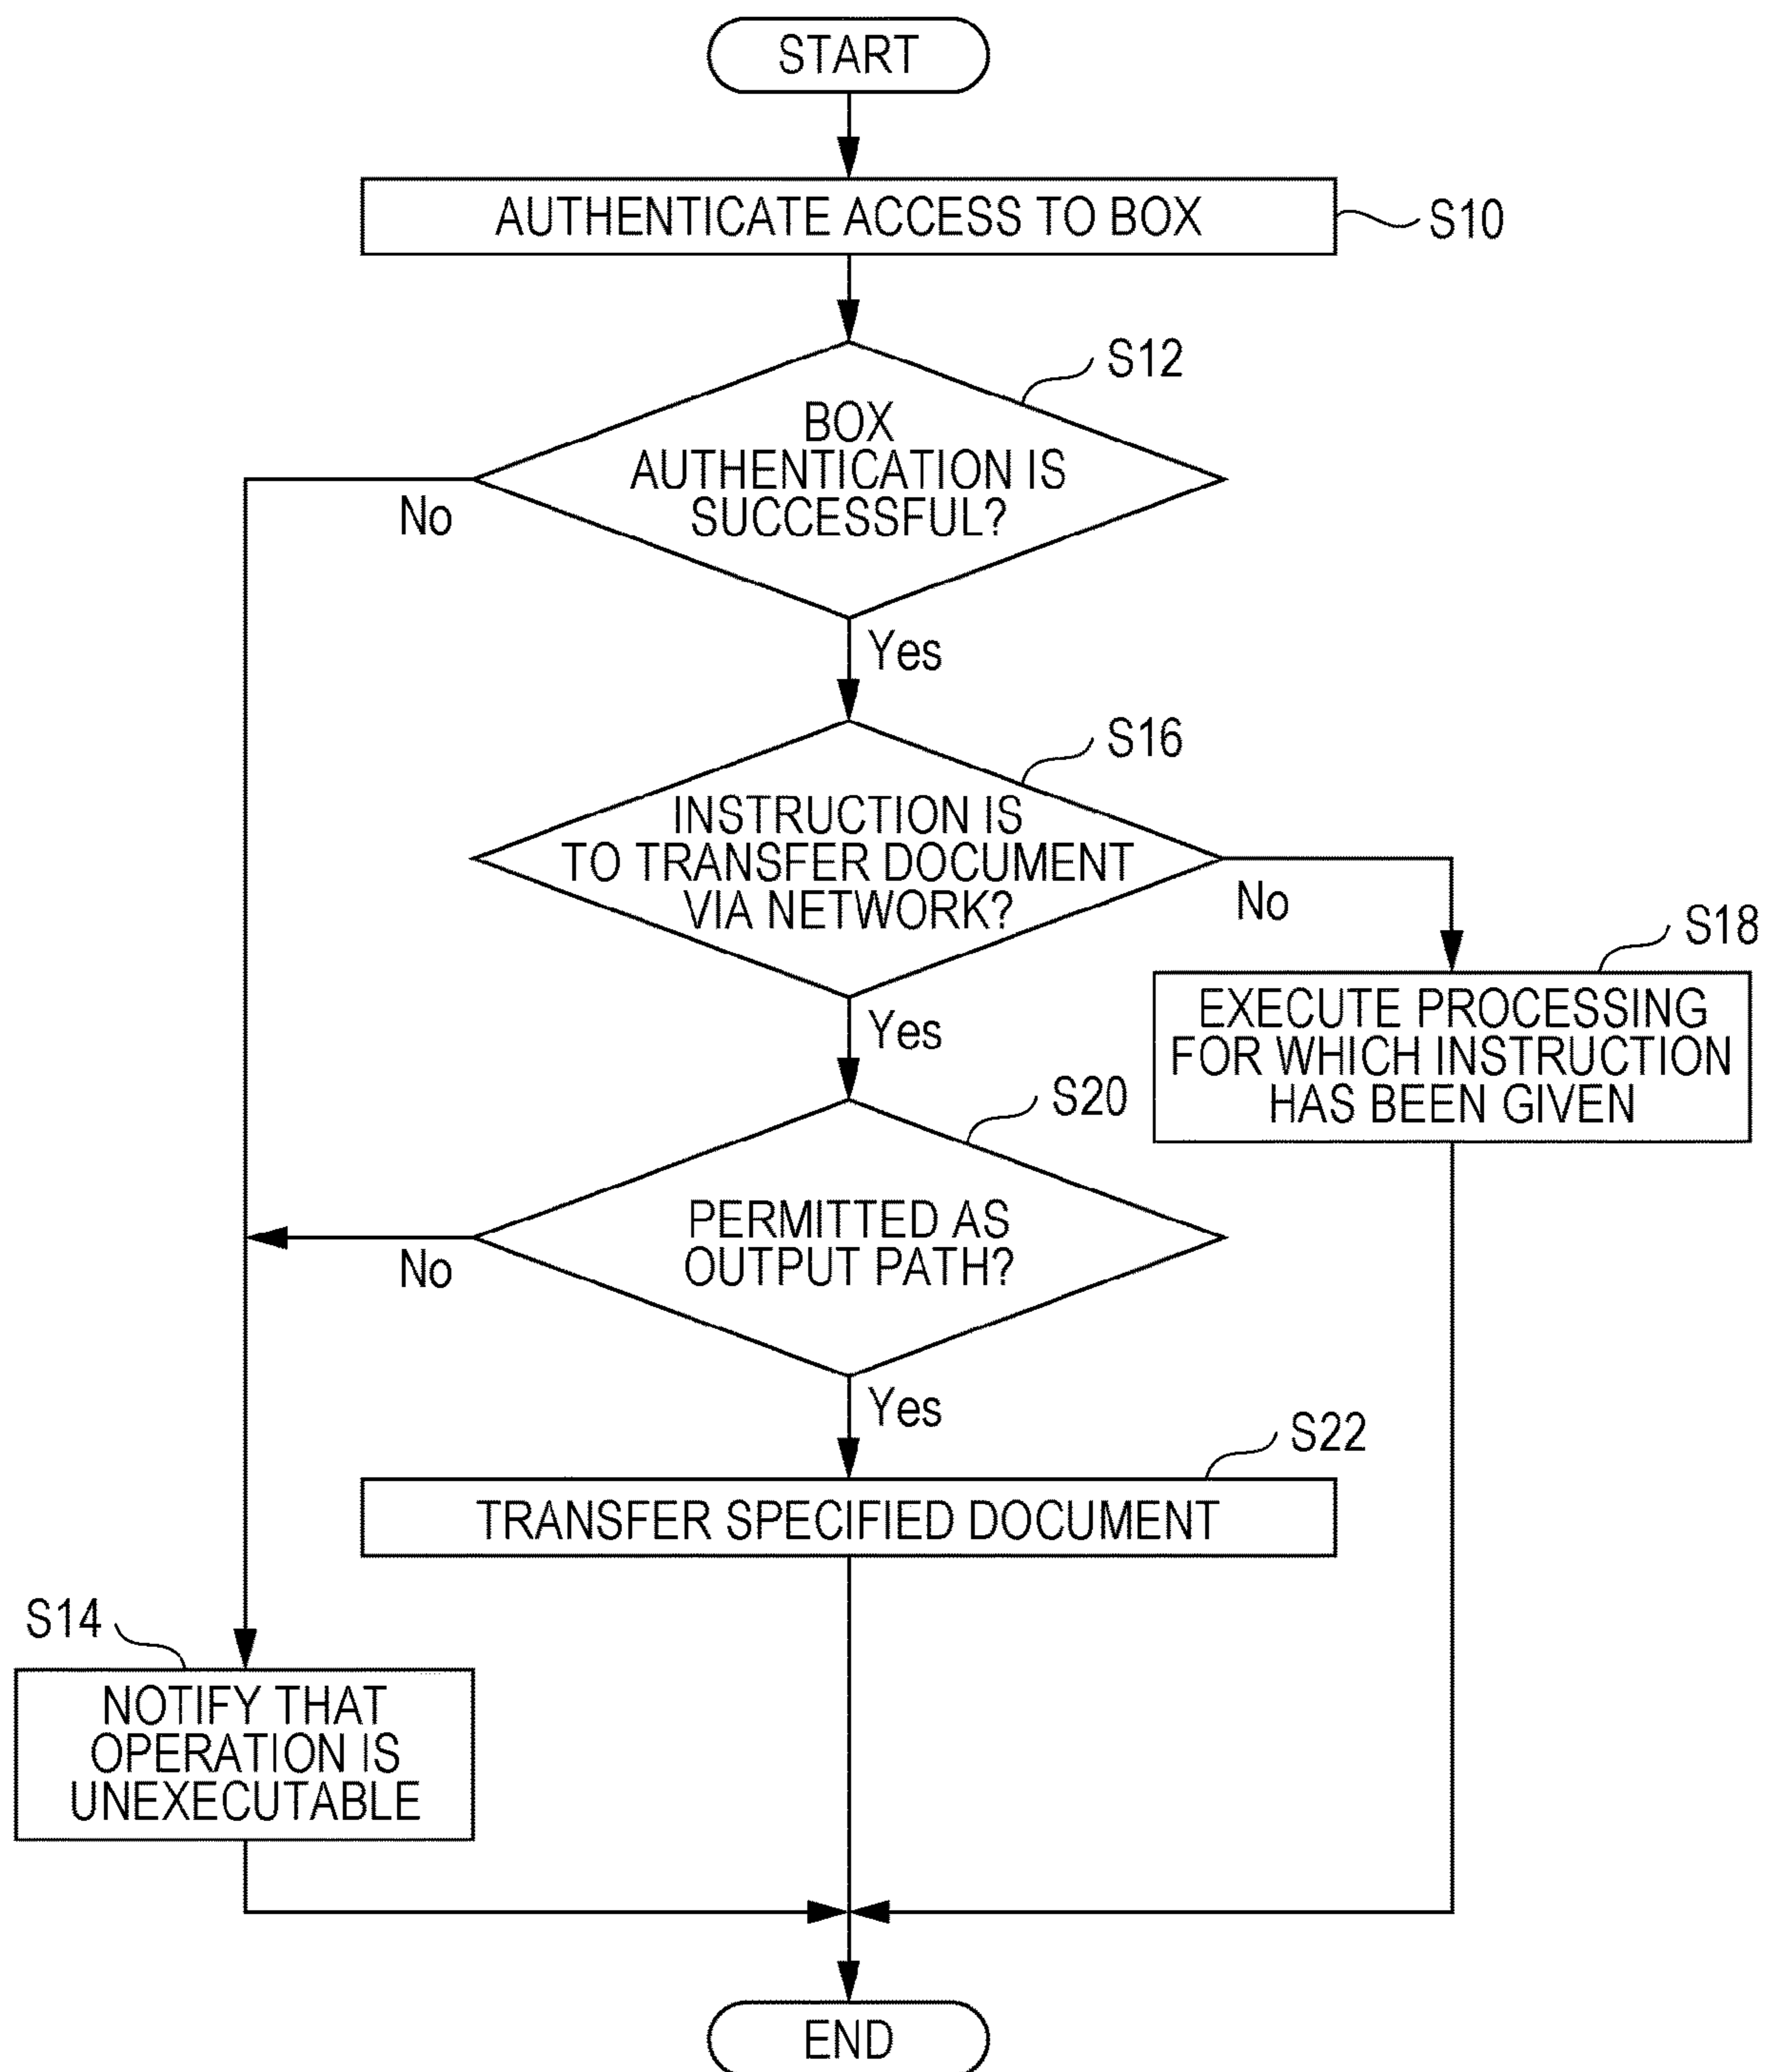 START
AUTHENTICATE ACCESS TO BOX
S10
S12
BOX
AUTHENTICATION IS
SUCCESSFUL?
No
Yes
S16
INSTRUCTION IS
TO TRANSFER DOCUMENT
VIA NETWORK?
No
Yes
S18
EXECUTE PROCESSING
FOR WHICH INSTRUCTION
HAS BEEN GIVEN
S20
PERMITTED AS
OUTPUT PATH?
No
Yes
S22
TRANSFER SPECIFIED DOCUMENT
S14
NOTIFY THAT
OPERATION IS
UNEXECUTABLE
END